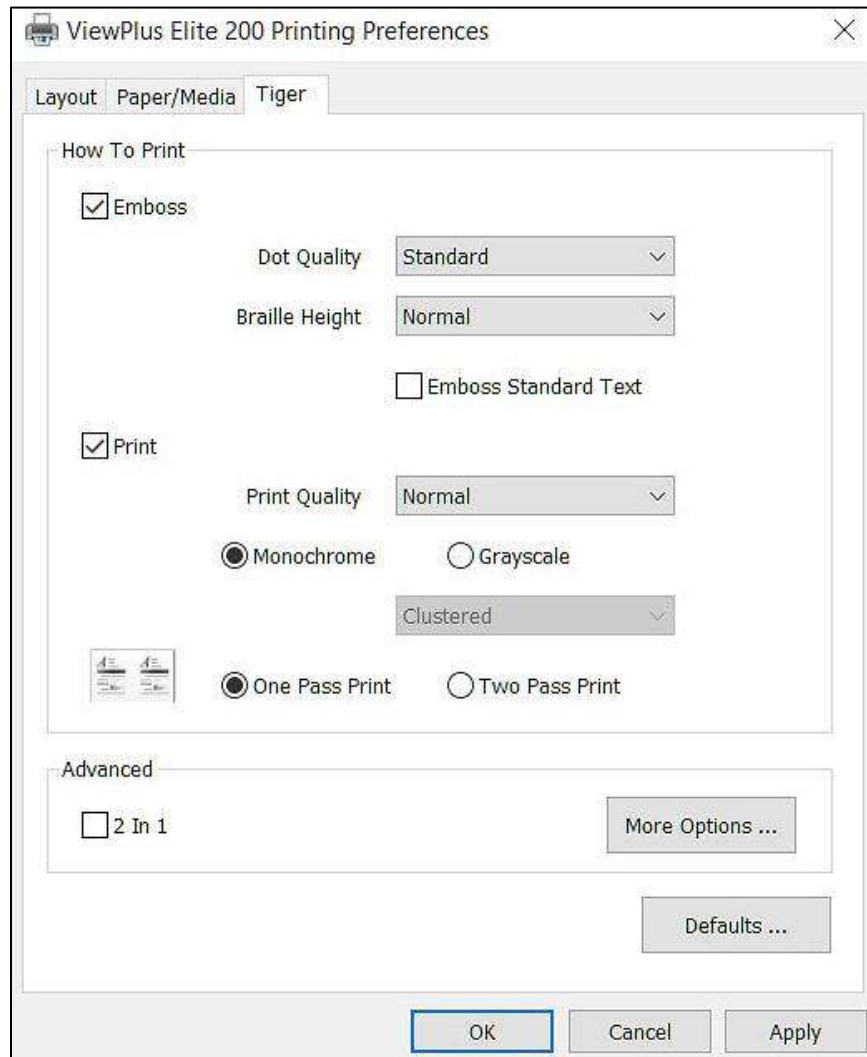 ViewPlus Elite 200 Printing Preferences
Layout Paper/Media Tiger
How To Print
Emboss
Dot Quality Standard
Braille Height Normal
Emboss Standard Text
Print
Print Quality Normal
Monochrome Grayscale
Clustered
One Pass Print Two Pass Print
Advanced
2 In 1 More Options ...
Defaults ...
OK Cancel Apply